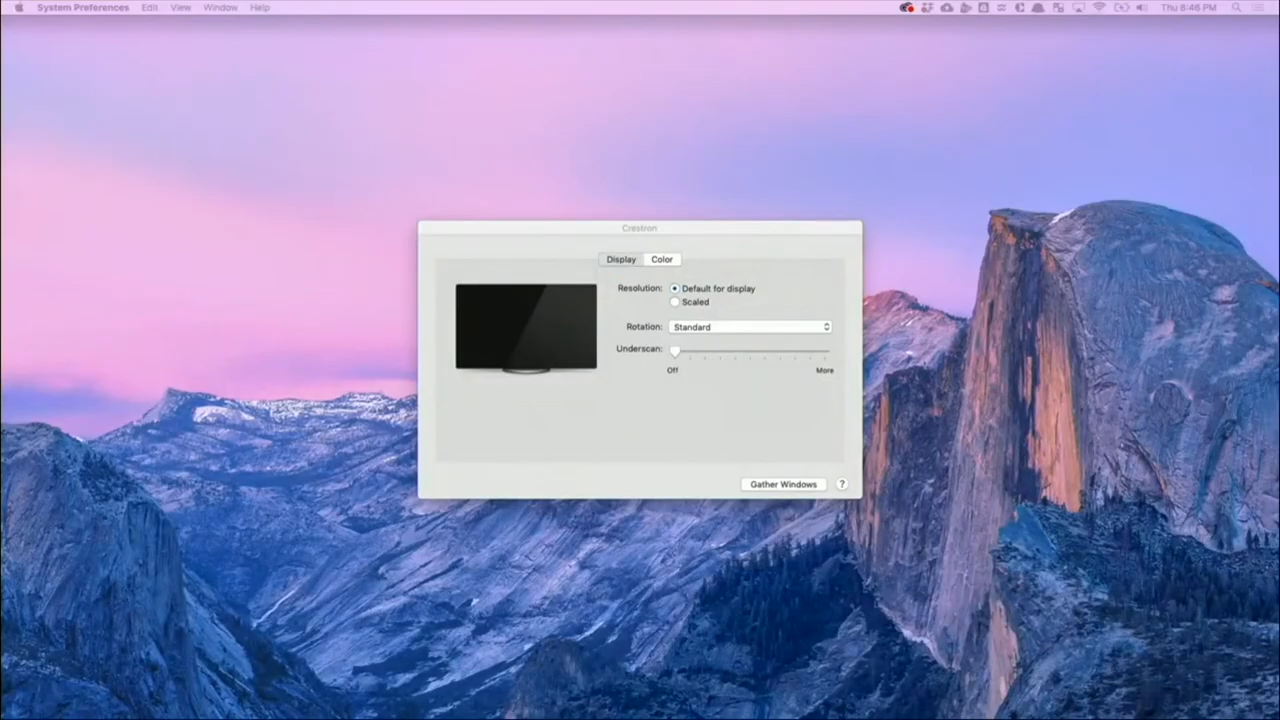 System Preferences Edit View Window Help Thu 8:46 PM
Crestron
Display Color
Resolution: Default for display
Scaled
Rotation: Standard
Underscan:
Off More
Gather Windows ?